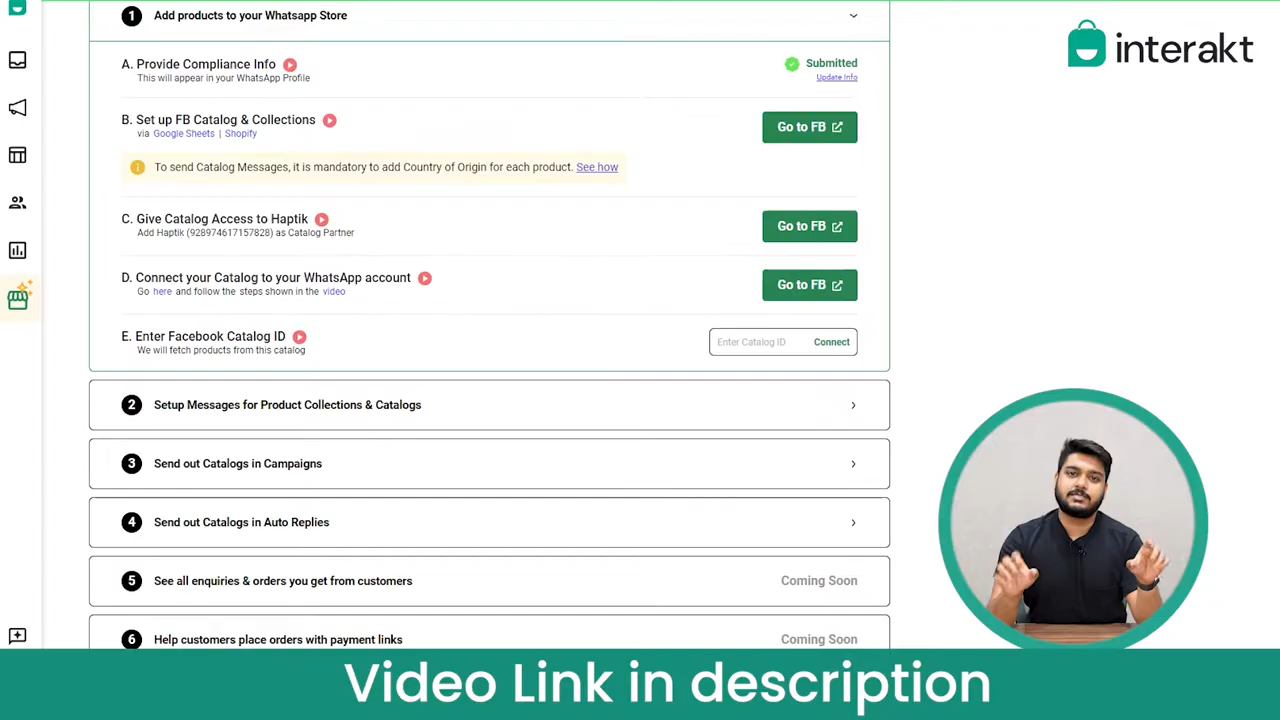 1 Add products to your Whatsapp Store
interakt
A. Provide Compliance Info
This will appear in your WhatsApp Profile
Submitted
Update Info
B. Set up FB Catalog & Collections
via Google Sheets | Shopify
Go to FB
To send Catalog Messages, it is mandatory to add Country of Origin for each product. See how
C. Give Catalog Access to Haptik
Add Haptik (928974617157828) as Catalog Partner
Go to FB
D. Connect your Catalog to your WhatsApp account
Go here and follow the steps shown in the video
Go to FB
E. Enter Facebook Catalog ID
We will fetch products from this catalog
Enter Catalog ID Connect
2 Setup Messages for Product Collections & Catalogs
3 Send out Catalogs in Campaigns
4 Send out Catalogs in Auto Replies
5 See all enquiries & orders you get from customers Coming Soon
6 Help customers place orders with payment links Coming Soon
Video Link in description